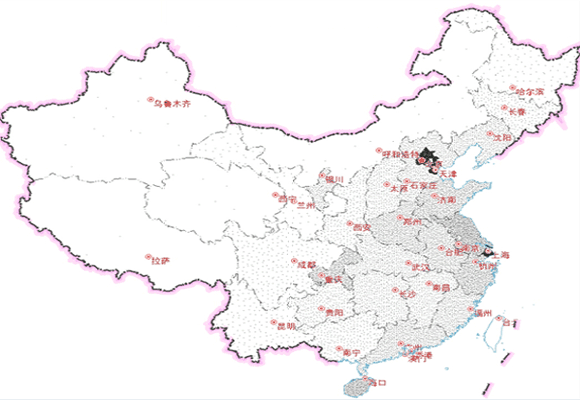 哈尔滨
乌鲁木齐
长春
沈阳
呼和浩特
天津
银川
太原
石家庄
西宁
兰州
济南
西安
郑州
合肥
南京
上海
拉萨
成都
武汉
杭州
重庆
南昌
长沙
贵阳
福州
昆明
台
南宁
广州
香港
澳门
海口